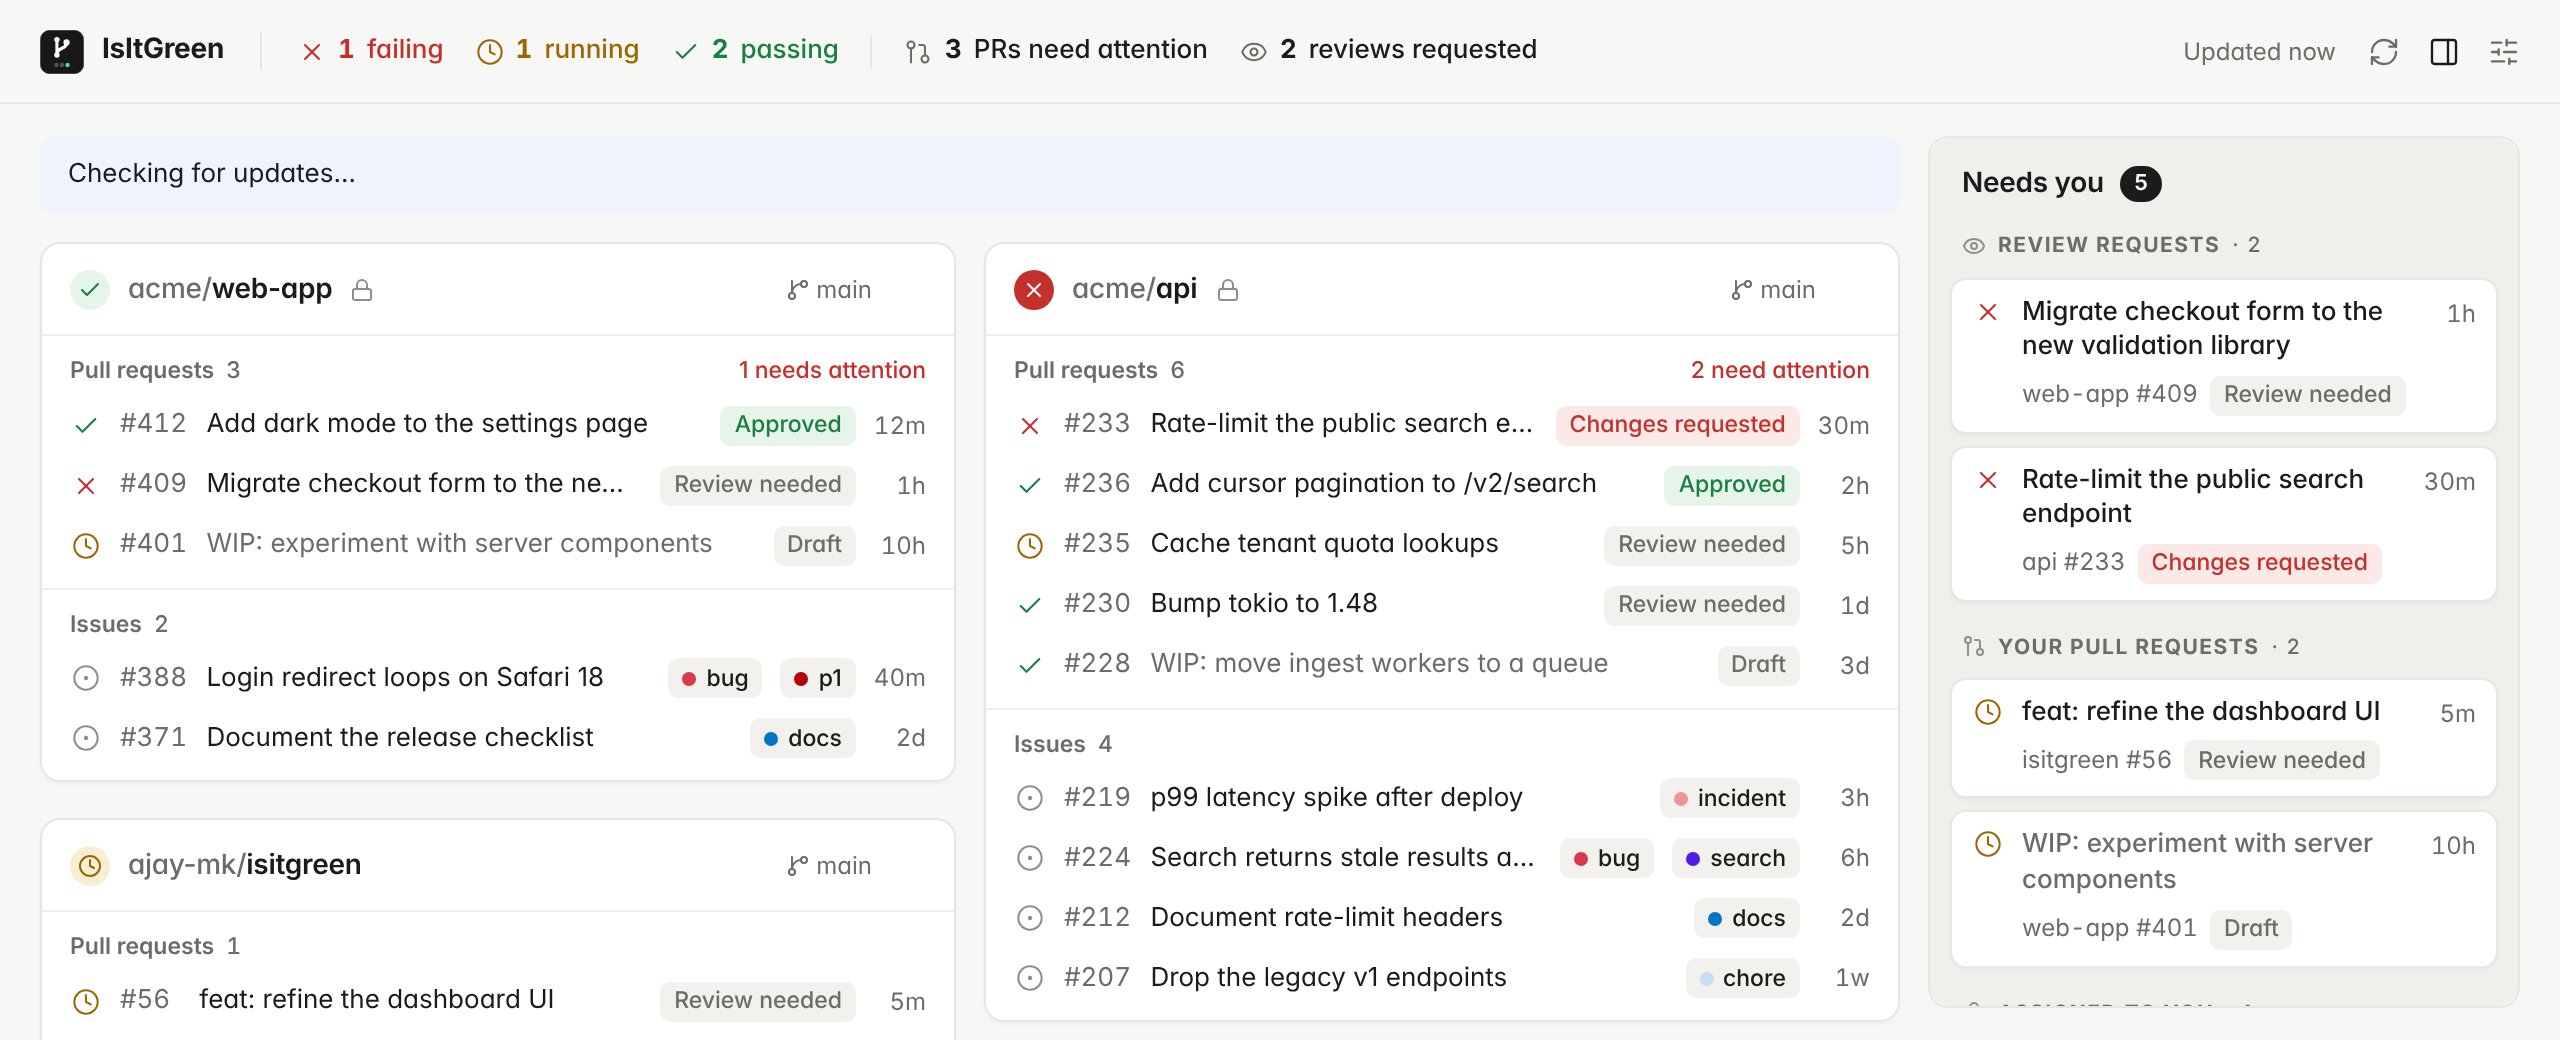 IsItGreen
1 failing
1 running
2 passing
3 PRs need attention
2 reviews requested
Updated now
Checking for updates...
acme/web-app
main
Pull requests 3
1 needs attention
#412 Add dark mode to the settings page Approved 12m
#409 Migrate checkout form to the ne... Review needed 1h
#401 WIP: experiment with server components Draft 10h
Issues 2
#388 Login redirect loops on Safari 18 bug p1 40m
#371 Document the release checklist docs 2d
ajay-mk/isitgreen
main
Pull requests 1
#56 feat: refine the dashboard UI Review needed 5m
acme/api
main
Pull requests 6
2 need attention
#233 Rate-limit the public search e... Changes requested 30m
#236 Add cursor pagination to /v2/search Approved 2h
#235 Cache tenant quota lookups Review needed 5h
#230 Bump tokio to 1.48 Review needed 1d
#228 WIP: move ingest workers to a queue Draft 3d
Issues 4
#219 p99 latency spike after deploy incident 3h
#224 Search returns stale results a... bug search 6h
#212 Document rate-limit headers docs 2d
#207 Drop the legacy v1 endpoints chore 1w
Needs you 5
REVIEW REQUESTS · 2
Migrate checkout form to the 1h
new validation library
web-app #409 Review needed
Rate-limit the public search 30m
endpoint
api #233 Changes requested
YOUR PULL REQUESTS · 2
feat: refine the dashboard UI 5m
isitgreen #56 Review needed
WIP: experiment with server 10h
components
web-app #401 Draft